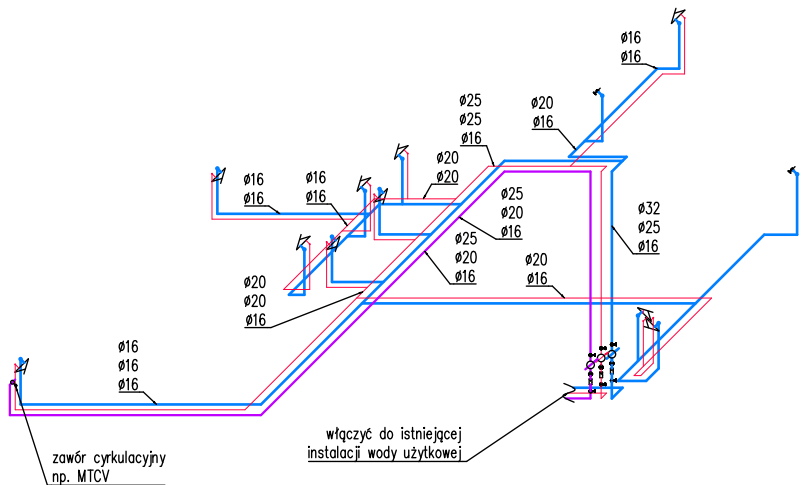 ø16
ø16
ø25
ø25
ø16
ø20
ø16
ø20
ø20
ø16
ø16
ø16
ø16
ø25
ø20
ø16
ø32
ø25
ø16
ø25
ø20
ø16
ø20
ø16
ø20
ø20
ø16
ø16
ø16
ø16
włączyć do istniejącej
instalacji wody użytkowej
zawór cyrkulacyjny
np. MTCV